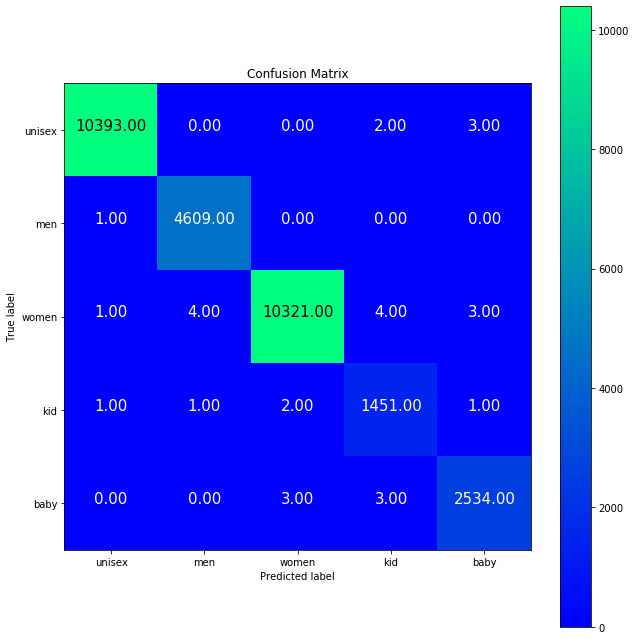 Confusion Matrix
True label
unisex 10393.00 0.00 0.00 2.00 3.00
men 1.00 4609.00 0.00 0.00 0.00
women 1.00 4.00 10321.00 4.00 3.00
kid 1.00 1.00 2.00 1451.00 1.00
baby 0.00 0.00 3.00 3.00 2534.00
unisex men women kid baby
Predicted label
10000
8000
6000
4000
2000
0